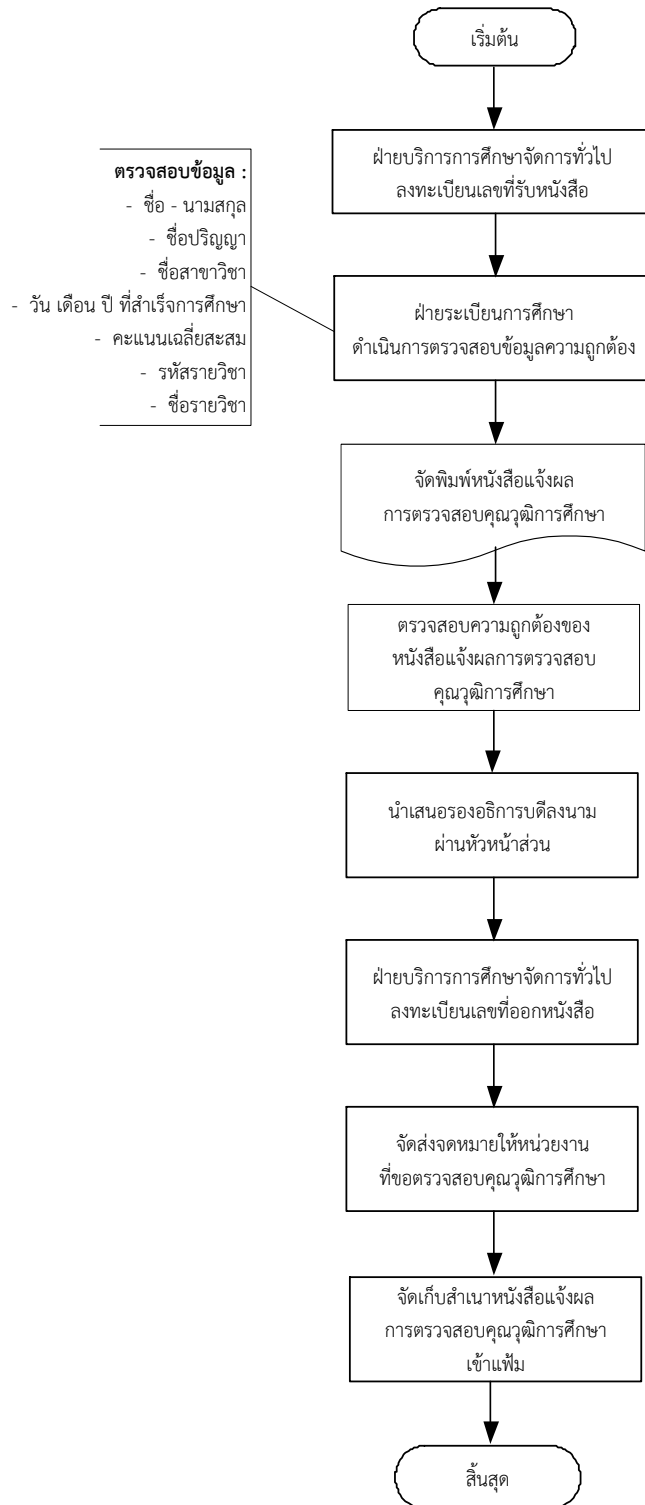 เริ่มต้น
ฝ่ายบริการการศึกษาจัดการทั่วไป
ลงทะเบียนเลขที่รับหนังสือ
ตรวจสอบข้อมูล :
- ชื่อ - นามสกุล
- ชื่อปริญญา
- ชื่อสาขาวิชา
- วัน เดือน ปี ที่สำเร็จการศึกษา
- คะแนนเฉลี่ยสะสม
- รหัสรายวิชา
- ชื่อรายวิชา
ฝ่ายระเบียนการศึกษา
ดำเนินการตรวจสอบข้อมูลความถูกต้อง
จัดพิมพ์หนังสือแจ้งผล
การตรวจสอบคุณวุฒิการศึกษา
ตรวจสอบความถูกต้องของ
หนังสือแจ้งผลการตรวจสอบ
คุณวุฒิการศึกษา
นำเสนอรองอธิการบดีลงนาม
ผ่านหัวหน้าส่วน
ฝ่ายบริการการศึกษาจัดการทั่วไป
ลงทะเบียนเลขที่ออกหนังสือ
จัดส่งจดหมายให้หน่วยงาน
ที่ขอตรวจสอบคุณวุฒิการศึกษา
จัดเก็บสำเนาหนังสือแจ้งผล
การตรวจสอบคุณวุฒิการศึกษา
เข้าแฟ้ม
สิ้นสุด